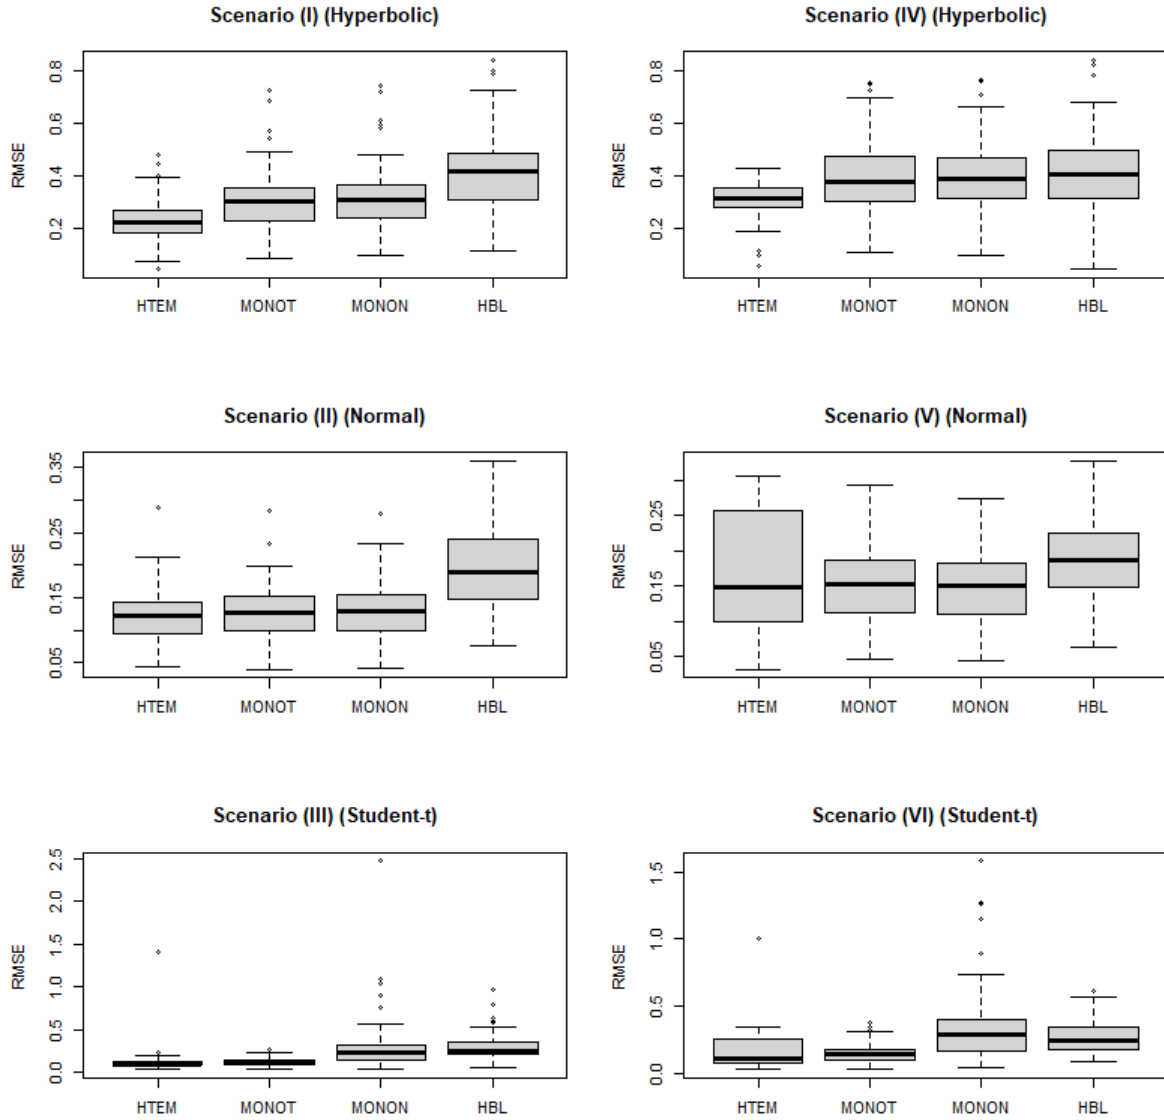 Scenario (I) (Hyperbolic)
RMSE
0.2 0.4 0.6 0.8
HTEM MONOT MONON HBL
Scenario (IV) (Hyperbolic)
RMSE
0.2 0.4 0.6 0.8
HTEM MONOT MONON HBL
Scenario (II) (Normal)
RMSE
0.05 0.15 0.25 0.35
HTEM MONOT MONON HBL
Scenario (V) (Normal)
RMSE
0.05 0.15 0.25
HTEM MONOT MONON HBL
Scenario (III) (Student-t)
RMSE
0.0 0.5 1.0 1.5 2.0 2.5
HTEM MONOT MONON HBL
Scenario (VI) (Student-t)
RMSE
0.0 0.5 1.0 1.5
HTEM MONOT MONON HBL